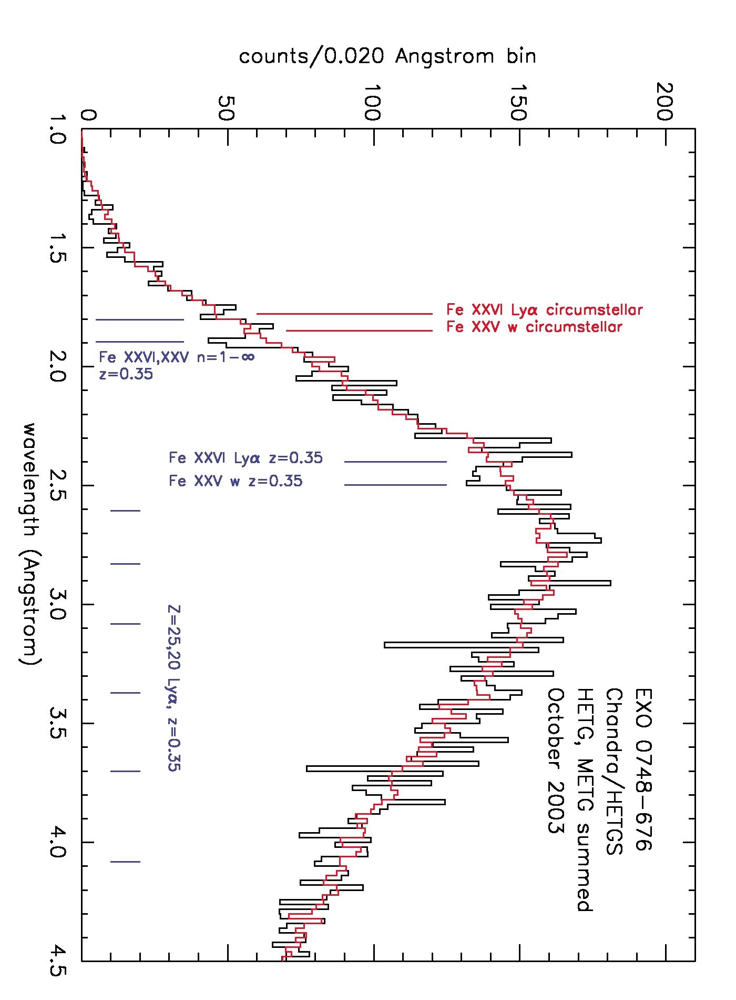 counts/0.020 Angstrom bin
0
50
100
150
200
1.0
1.5
2.0
2.5
3.0
3.5
4.0
4.5
wavelength (Angstrom)
Fe XXVI Lyα circumstellar
Fe XXV w circumstellar
Fe XXVI,XXV n=1-∞
z=0.35
Fe XXVI Lyα z=0.35
Fe XXV w z=0.35
Z=25,20 Lyα, z=0.35
EXO 0748-676
Chandra/HETGS
HETG, METG summed
October 2003